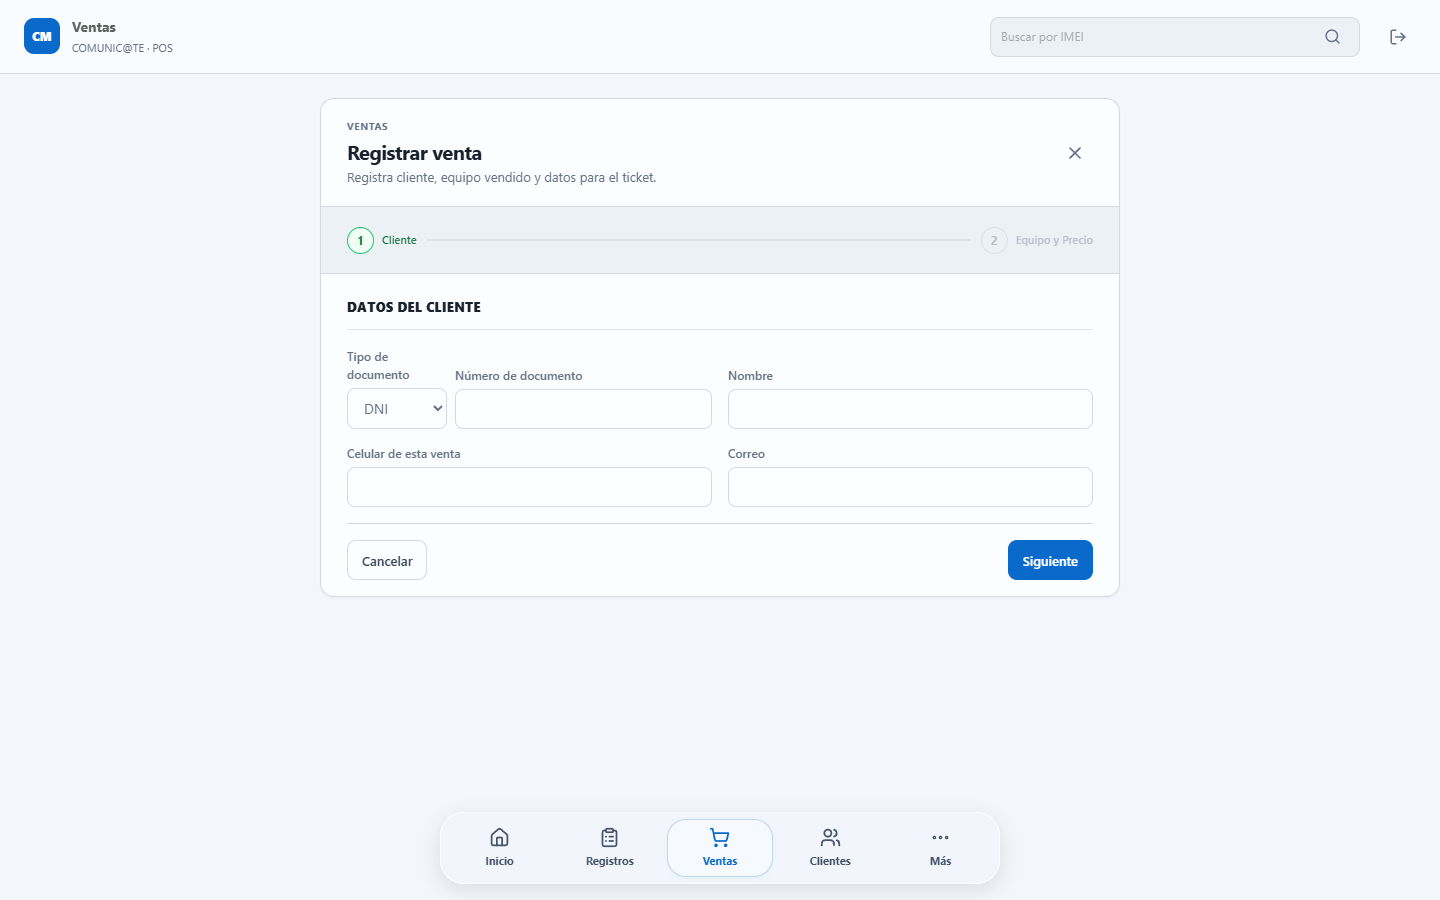 CM
Ventas
COMUNIC@TE · POS
Buscar por IMEI
VENTAS
Registrar venta
Registra cliente, equipo vendido y datos para el ticket.
1 Cliente
2 Equipo y Precio
DATOS DEL CLIENTE
Tipo de
documento
Número de documento
Nombre
DNI
Celular de esta venta
Correo
Cancelar
Siguiente
Inicio
Registros
Ventas
Clientes
Más